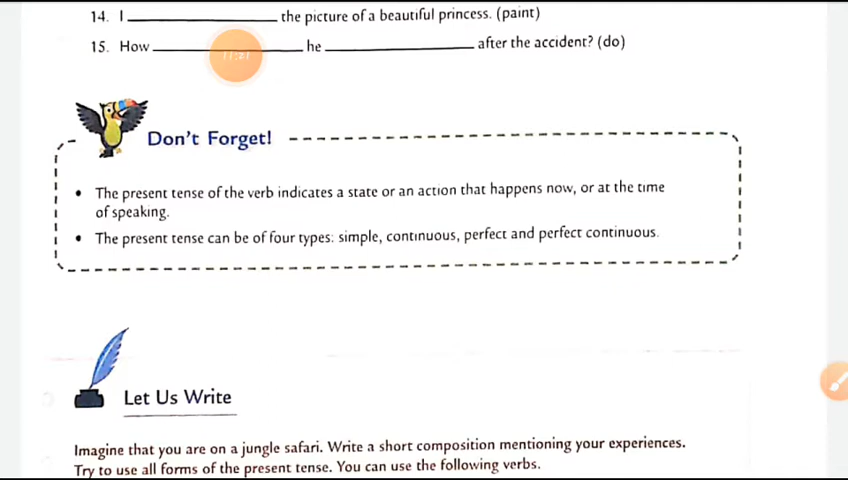 14. I ____________ the picture of a beautiful princess. (paint)
15. How ____________ he ____________ after the accident? (do)
Don't Forget!
• The present tense of the verb indicates a state or an action that happens now, or at the time
of speaking.
• The present tense can be of four types: simple, continuous, perfect and perfect continuous.
Let Us Write
Imagine that you are on a jungle safari. Write a short composition mentioning your experiences.
Try to use all forms of the present tense. You can use the following verbs.